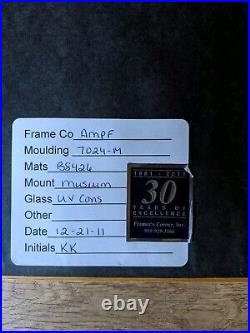 Frame Co AMPF
Moulding 7024-M
Mats B8426
Mount museum
Glass UV Cons
Other
Date 12-21-11
Initials KK
1981 - 2011
30
YEARS OF
EXCELLENCE
Framer's Corner, Inc.